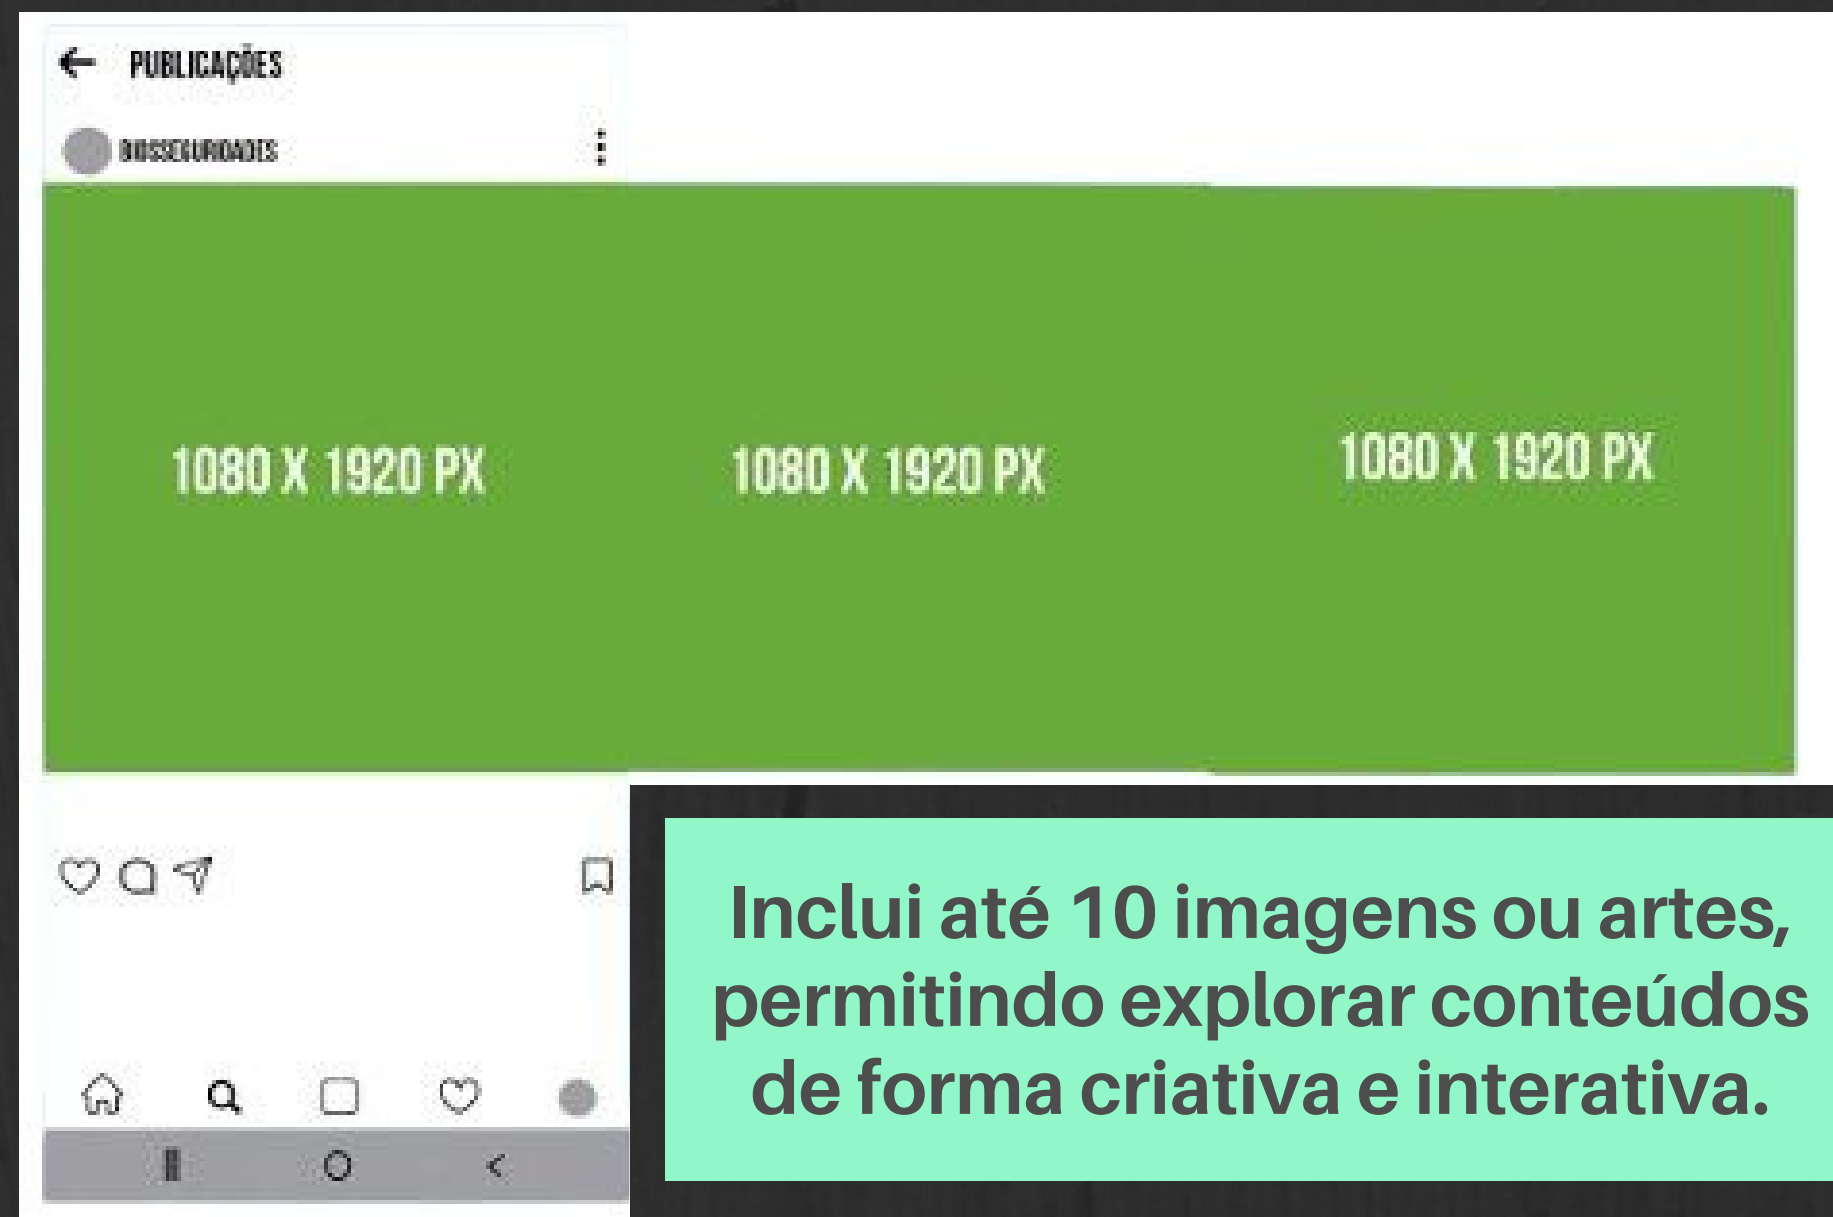 PUBLICAÇÕES
BIOSSEGURIDADES
1080 X 1920 PX
1080 X 1920 PX
1080 X 1920 PX
Inclui até 10 imagens ou artes,
permitindo explorar conteúdos
de forma criativa e interativa.